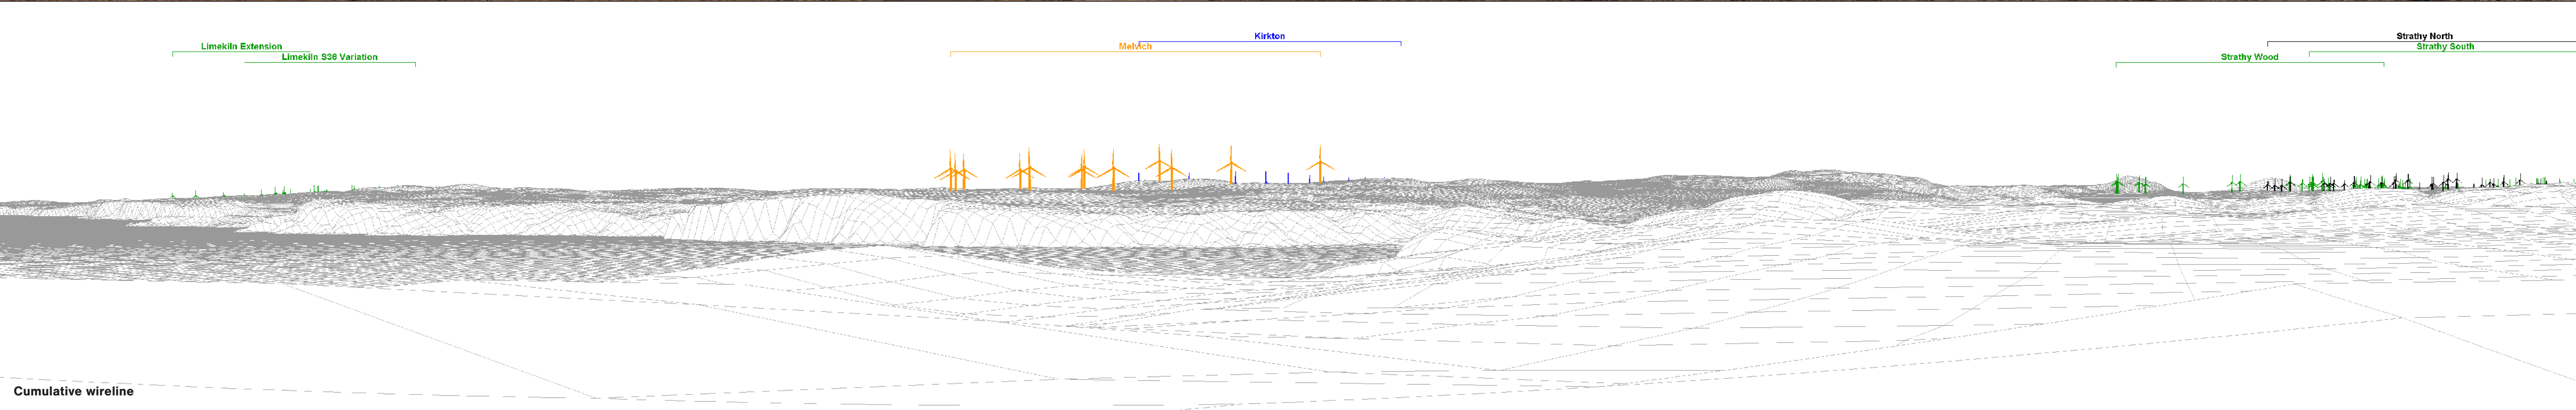 Limekiln Extension
Limekiln S36 Variation
Kirkton
Melvich
Strathy North
Strathy South
Strathy Wood
Cumulative wireline